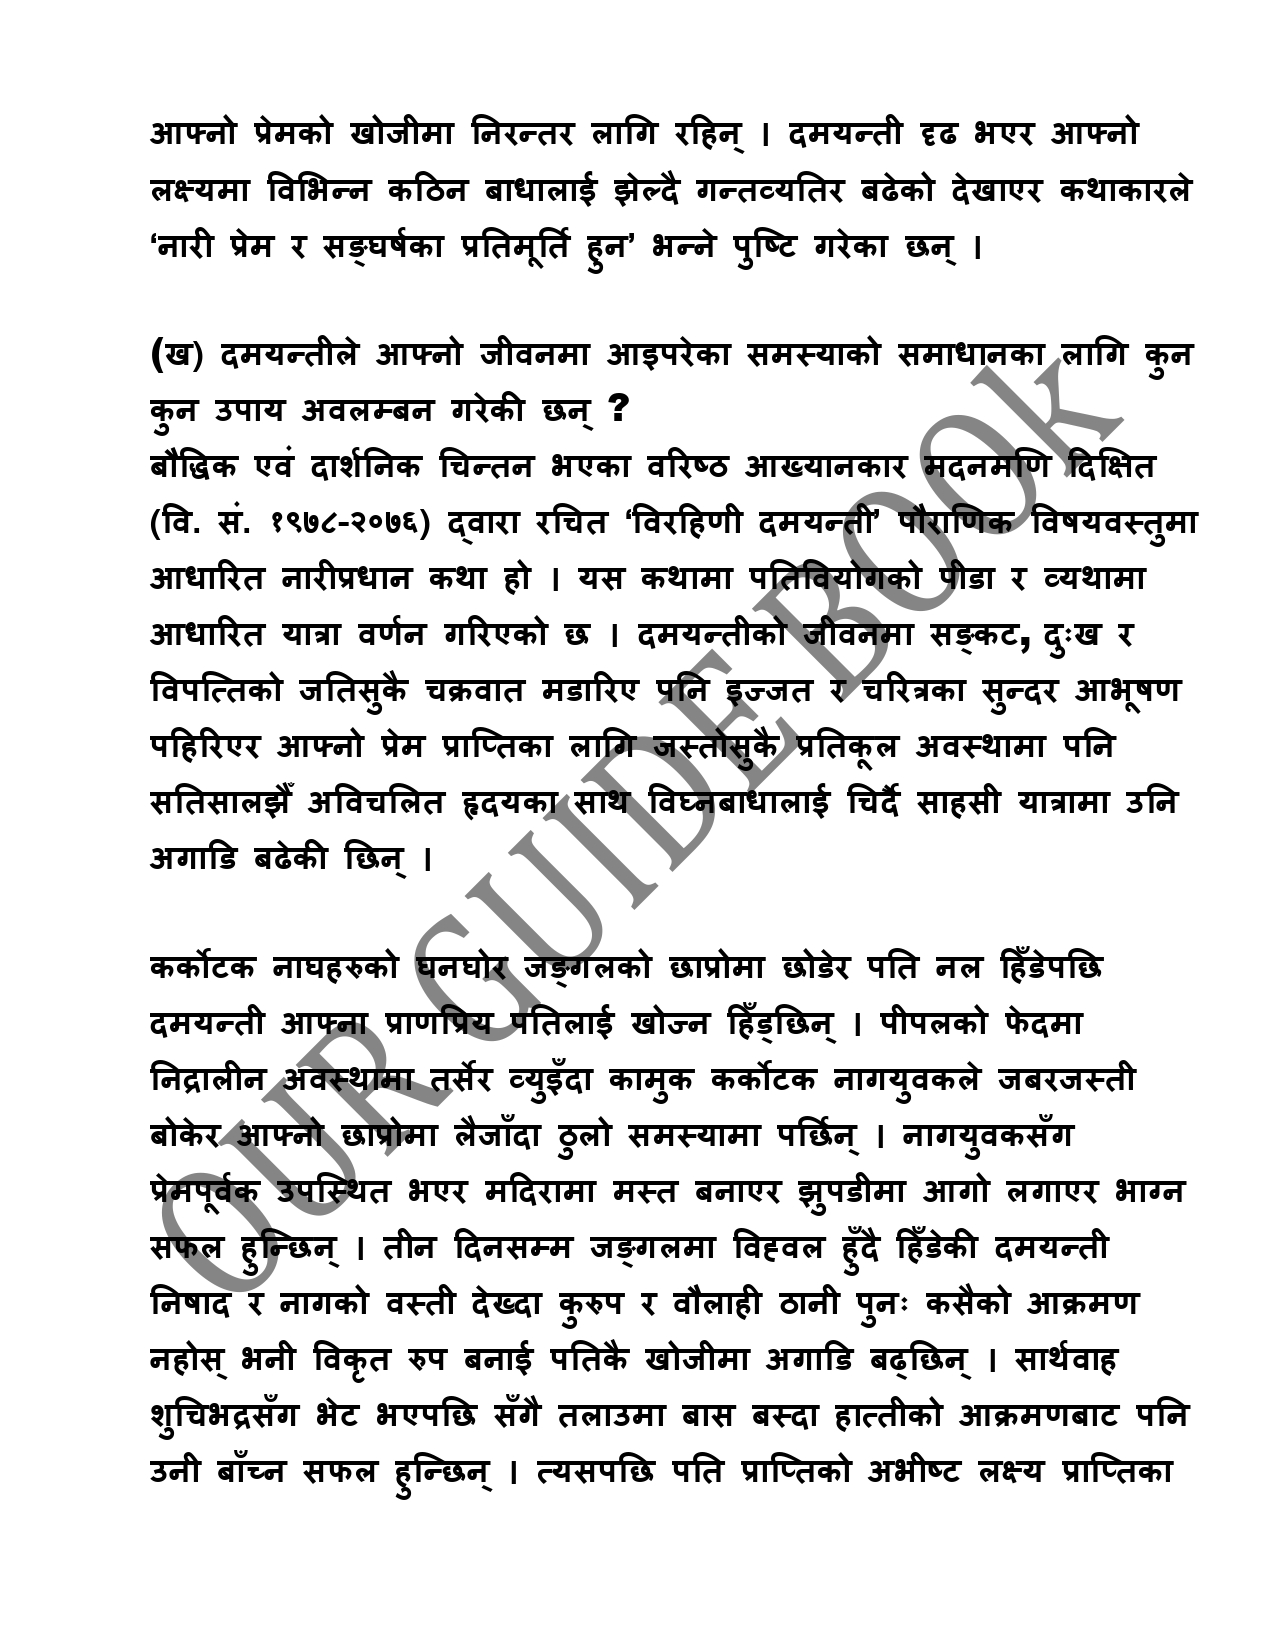 आफ्नो प्रेमको खोजीमा निरन्तर लागि रहिन् । दमयन्ती दृढ भएर आफ्नो
लक्ष्यमा विभिन्न कठिन बाधालाई झेल्दै गन्तव्यतिर बढेको देखाएर कथाकारले
‘नारी प्रेम र सङ्घर्षका प्रतिमूर्ति हुन’ भन्ने पुष्टि गरेका छन् ।
(ख) दमयन्तीले आफ्नो जीवनमा आइपरेका समस्याको समाधानका लागि कुन
कुन उपाय अवलम्बन गरेकी छन् ?
बौद्धिक एवं दार्शनिक चिन्तन भएका वरिष्ठ आख्यानकार मदनमणि दिक्षित
(वि. सं. १९७८-२०७६) द्वारा रचित ‘विरहिणी दमयन्ती’ पौराणिक विषयवस्तुमा
आधारित नारीप्रधान कथा हो । यस कथामा पतिवियोगको पीडा र व्यथामा
आधारित यात्रा वर्णन गरिएको छ । दमयन्तीको जीवनमा सङ्कट, दुःख र
विपत्तिको जतिसुकै चक्रवात मडारिए पनि इज्जत र चरित्रका सुन्दर आभूषण
पहिरिएर आफ्नो प्रेम प्राप्तिका लागि जस्तोसुकै प्रतिकूल अवस्थामा पनि
सतिसालझैँ अविचलित हृदयका साथ विघ्नबाधालाई चिर्दै साहसी यात्रामा उनि
अगाडि बढेकी छिन् ।
कर्कोटक नाघहरुको घनघोर जङ्गलको छाप्रोमा छोडेर पति नल हिँडेपछि
दमयन्ती आफ्ना प्राणप्रिय पतिलाई खोज्न हिँड्छिन् । पीपलको फेदमा
निद्रालीन अवस्थामा तर्सेर व्युइँदा कामुक कर्कोटक नागयुवकले जबरजस्ती
बोकेर आफ्नो छाप्रोमा लैजाँदा ठुलो समस्यामा पर्छिन् । नागयुवकसँग
प्रेमपूर्वक उपस्थित भएर मदिरामा मस्त बनाएर झुपडीमा आगो लगाएर भाग्न
सफल हुन्छिन् । तीन दिनसम्म जङ्गलमा विह्वल हुँदै हिँडेकी दमयन्ती
निषाद र नागको वस्ती देख्दा कुरुप र वौलाही ठानी पुनः कसैको आक्रमण
नहोस् भनी विकृत रुप बनाई पतिकै खोजीमा अगाडि बढ्छिन् । सार्थवाह
शुचिभद्रसँग भेट भएपछि सँगै तलाउमा बास बस्दा हात्तीको आक्रमणबाट पनि
उनी बाँच्न सफल हुन्छिन् । त्यसपछि पति प्राप्तिको अभीष्ट लक्ष्य प्राप्तिका
OUR GUIDE BOOK